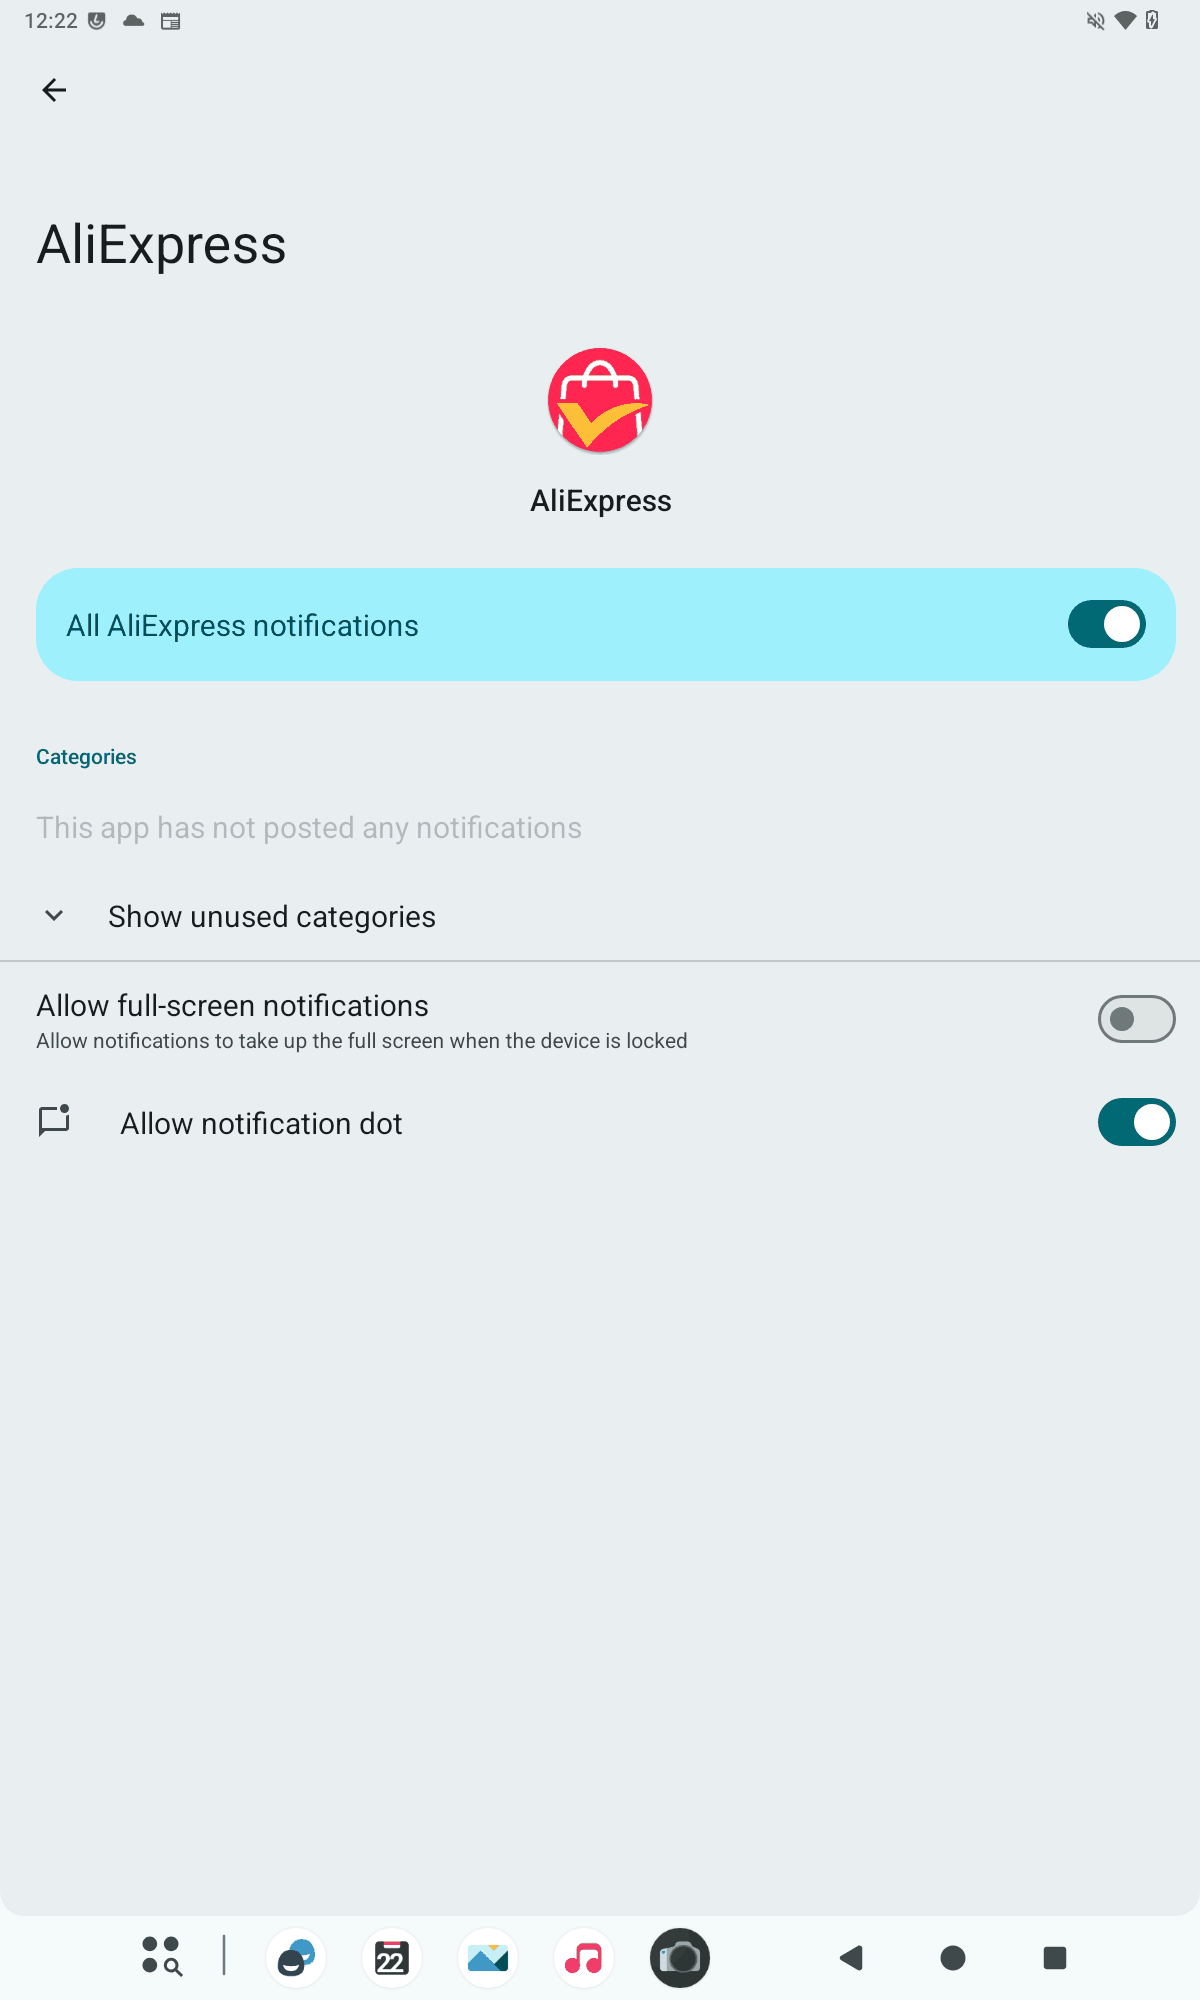 12:22
AliExpress
AliExpress
All AliExpress notifications
Categories
This app has not posted any notifications
Show unused categories
Allow full-screen notifications
Allow notifications to take up the full screen when the device is locked
Allow notification dot
22